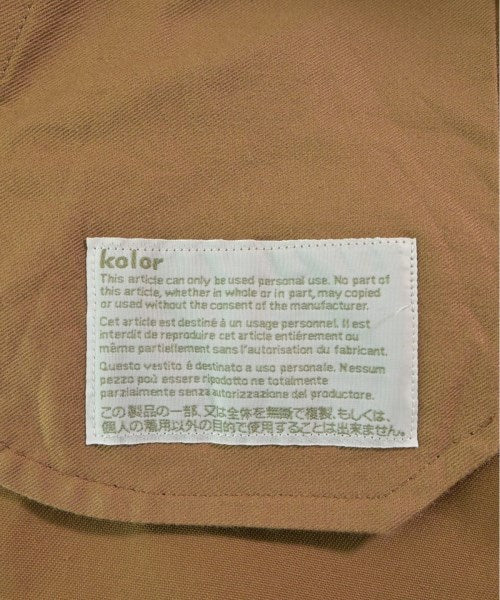 kolor
This article can only be used personal use. No part of
this article, whether in whole or in part, may copied
or used without the consent of the manufacturer.
Cet article est destiné à un usage personnel. Il est
interdit de reproduire cet article entiérement ou
même partiellement sans l'autorisation du fabricant.
Questo vestito é destinato a uso personale. Nessum
pezzo poù essere ripodotto ne totalmente
parzialmente senza autorizzazione del productore.
この製品の一部、又は全体を無断で複製、もしくは、
個人の着用以外の目的で使用することは出来ません。